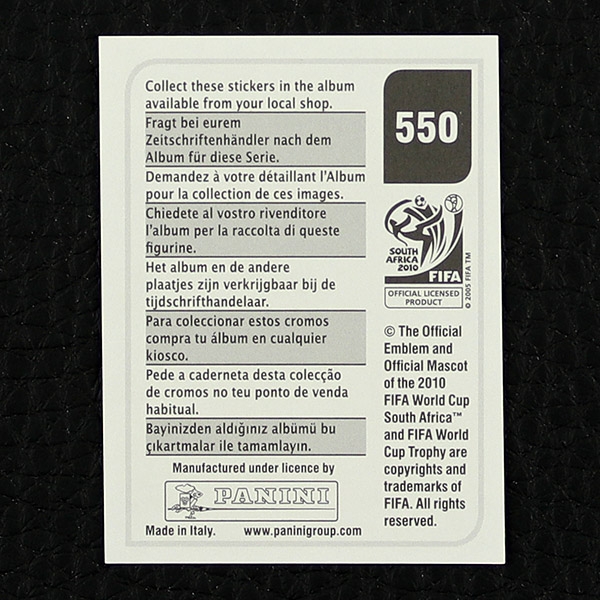 Collect these stickers in the album
available from your local shop.
Fragt bei eurem
Zeitschriftenhändler nach dem
Album für diese Serie.
Demandez à votre détaillant l'Album
pour la collection de ces images.
Chiedete al vostro rivenditore
l'album per la raccolta di queste
figurine.
Het album en de andere
plaatjes zijn verkrijgbaar bij de
tijdschrifthandelaar.
Para coleccionar estos cromos
compra tu álbum en cualquier
kiosco.
Pede a caderneta desta colecção
de cromos no teu ponto de venda
habitual.
Bayinizden aldığınız albümü bu
çıkartmalar ile tamamlayın.
Manufactured under licence by
PANINI
Made in Italy. www.paninigroup.com
550
SOUTH
AFRICA
2010
FIFA
OFFICIAL LICENSED
PRODUCT
© 2005 FIFA TM
© The Official
Emblem and
Official Mascot
of the 2010
FIFA World Cup
South Africa™
and FIFA World
Cup Trophy are
copyrights and
trademarks of
FIFA. All rights
reserved.